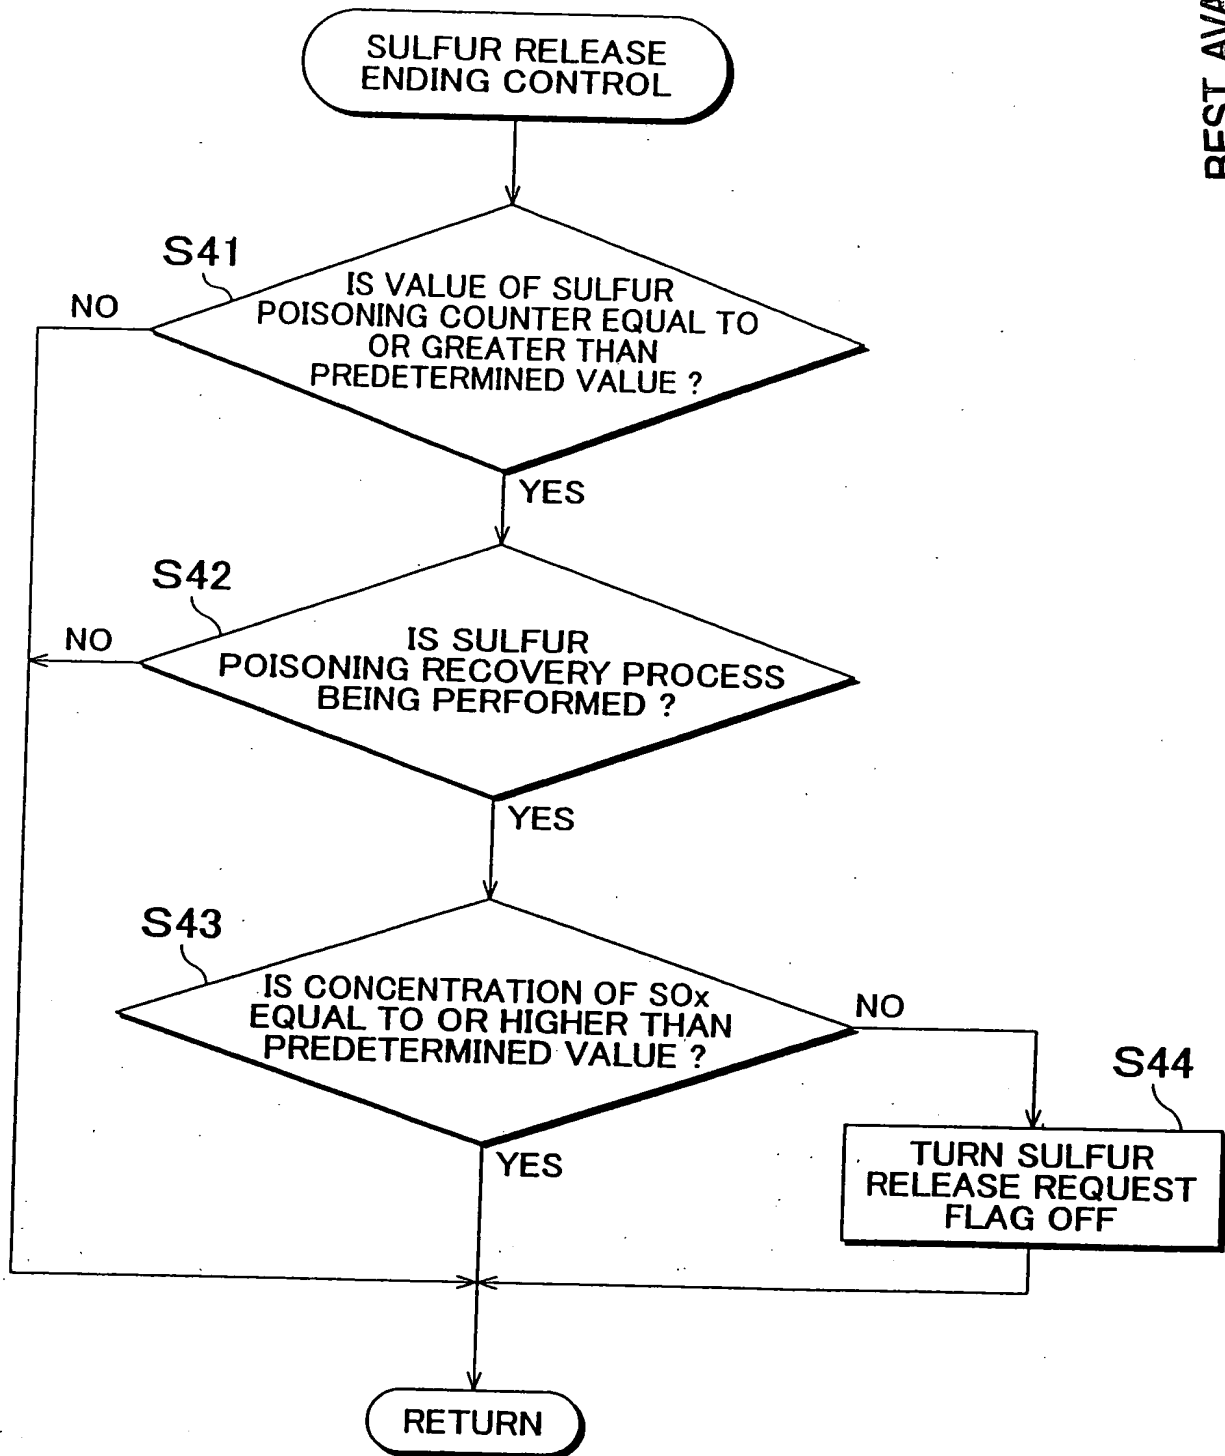 SULFUR RELEASE
ENDING CONTROL
BEST AVA
S41
NO
IS VALUE OF SULFUR
POISONING COUNTER EQUAL TO
OR GREATER THAN
PREDETERMINED VALUE ?
YES
S42
NO
IS SULFUR
POISONING RECOVERY PROCESS
BEING PERFORMED ?
YES
S43
IS CONCENTRATION OF SOx
EQUAL TO OR HIGHER THAN
PREDETERMINED VALUE ?
NO
YES
S44
TURN SULFUR
RELEASE REQUEST
FLAG OFF
RETURN